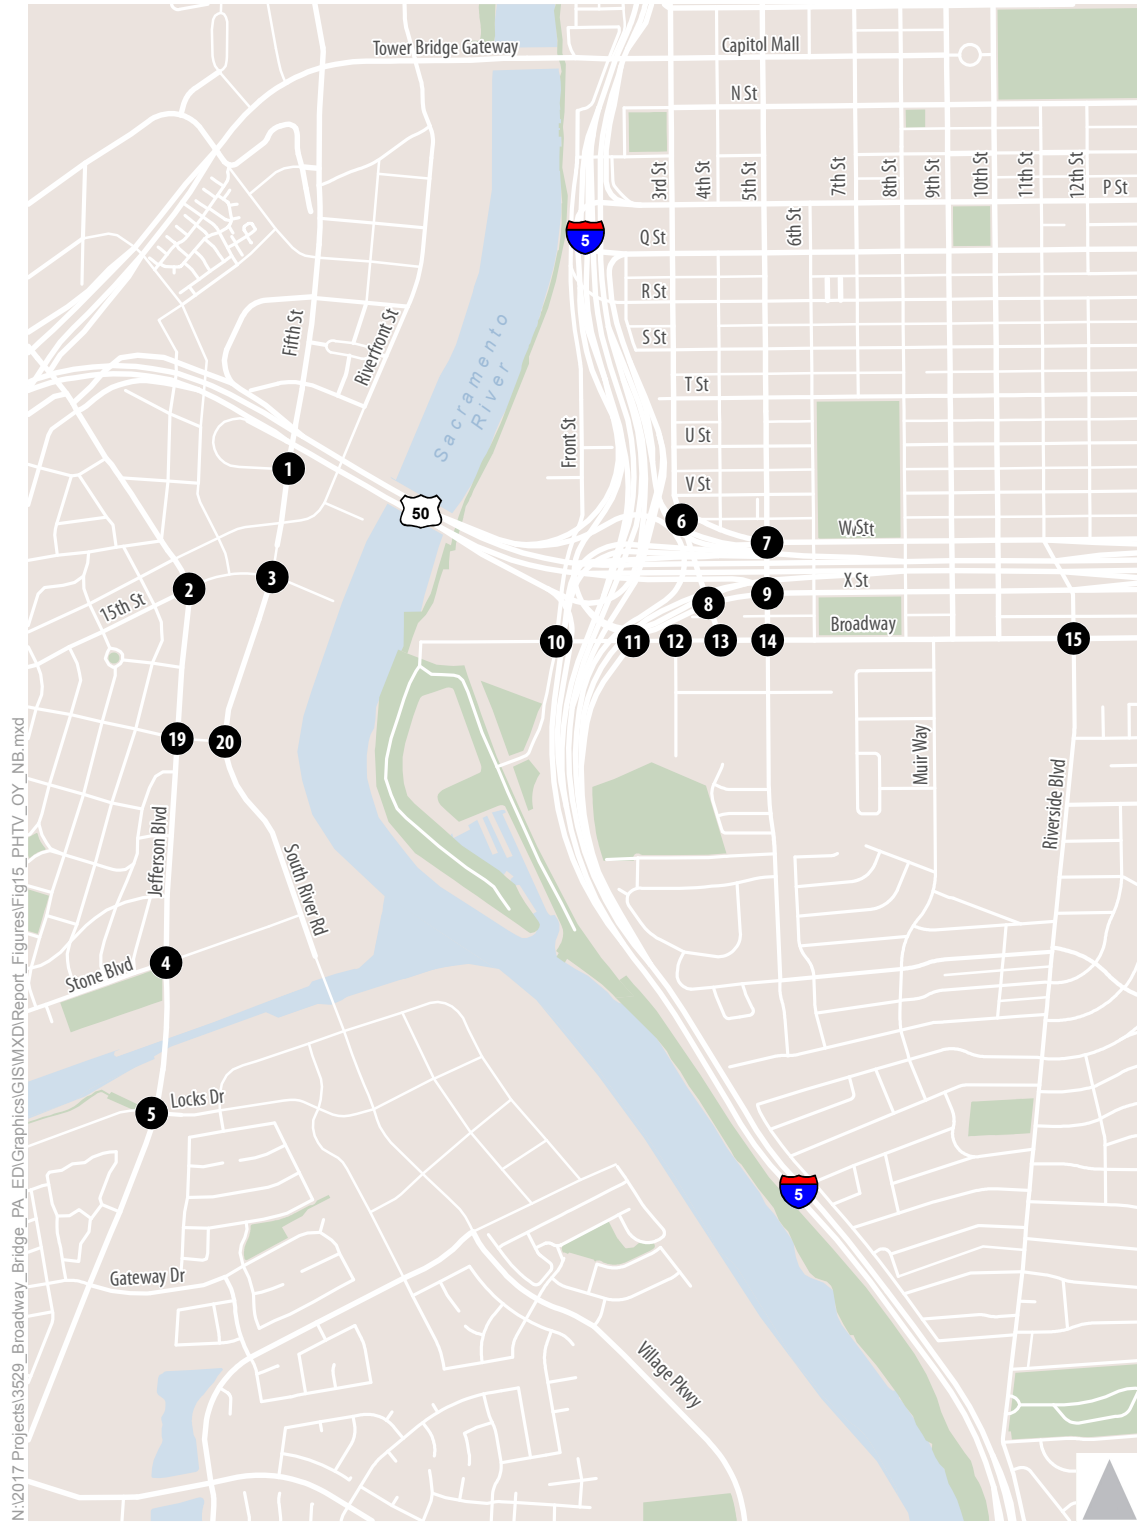 Tower Bridge Gateway
Capitol Mall
N St
3rd St
4th St
5th St
6th St
7th St
8th St
9th St
10th St
11th St
12th St
P St
5
Q St
R St
S St
Fifth St
Riverfront St
Sacramento
River
T St
Front St
U St
V St
1
50
6
W Stt
7
X St
3
2
15th St
9
8
Broadway
10
11
12
13
14
15
19
20
Muir Way
Riverside Blvd
Jefferson Blvd
South River Rd
4
Stone Blvd
5
Locks Dr
5
Gateway Dr
Village Pkwy
N:\2017 Projects\3529_Broadway_Bridge_PA_ED\Graphics\GIS\MXD\Report_Figures\Fig15_PHTV_OY_NB.mxd